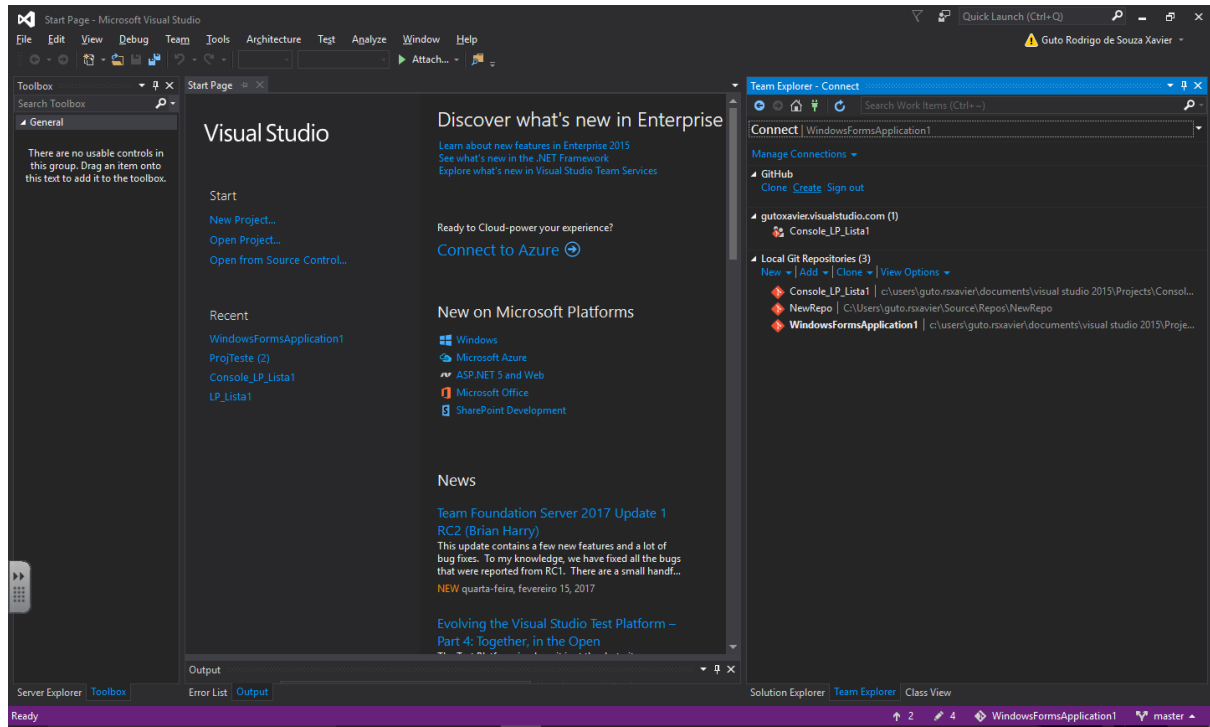 Start Page - Microsoft Visual Studio
Quick Launch (Ctrl+Q)
File Edit View Debug Team Tools Architecture Test Analyze Window Help
Guto Rodrigo de Souza Xavier
Attach...
Toolbox
Search Toolbox
General
There are no usable controls in
this group. Drag an item onto
this text to add it to the toolbox.
Server Explorer Toolbox
Start Page
Visual Studio
Start
New Project...
Open Project...
Open from Source Control...
Recent
WindowsFormsApplication1
ProjTeste (2)
Console_LP_Lista1
LP_Lista1
Discover what's new in Enterprise
Learn about new features in Enterprise 2015
See what's new in the .NET Framework
Explore what's new in Visual Studio Team Services
Ready to Cloud-power your experience?
Connect to Azure
New on Microsoft Platforms
Windows
Microsoft Azure
ASP.NET 5 and Web
Microsoft Office
SharePoint Development
News
Team Foundation Server 2017 Update 1
RC2 (Brian Harry)
This update contains a few new features and a lot of
bug fixes. To my knowledge, we have fixed all the bugs
that were reported from RC1. There are a small handf...
NEW quarta-feira, fevereiro 15, 2017
Evolving the Visual Studio Test Platform –
Part 4: Together, in the Open
Output
Error List Output
Team Explorer - Connect
Search Work Items (Ctrl+~)
Connect | WindowsFormsApplication1
Manage Connections
GitHub
Clone Create Sign out
gutoxavier.visualstudio.com (1)
Console_LP_Lista1
Local Git Repositories (3)
New | Add | Clone | View Options
Console_LP_Lista1 | c:\users\guto.rsxavier\documents\visual studio 2015\Projects\Consol...
NewRepo | C:\Users\guto.rsxavier\Source\Repos\NewRepo
WindowsFormsApplication1 | c:\users\guto.rsxavier\documents\visual studio 2015\Proje...
Solution Explorer Team Explorer Class View
Ready
2 4 WindowsFormsApplication1 master